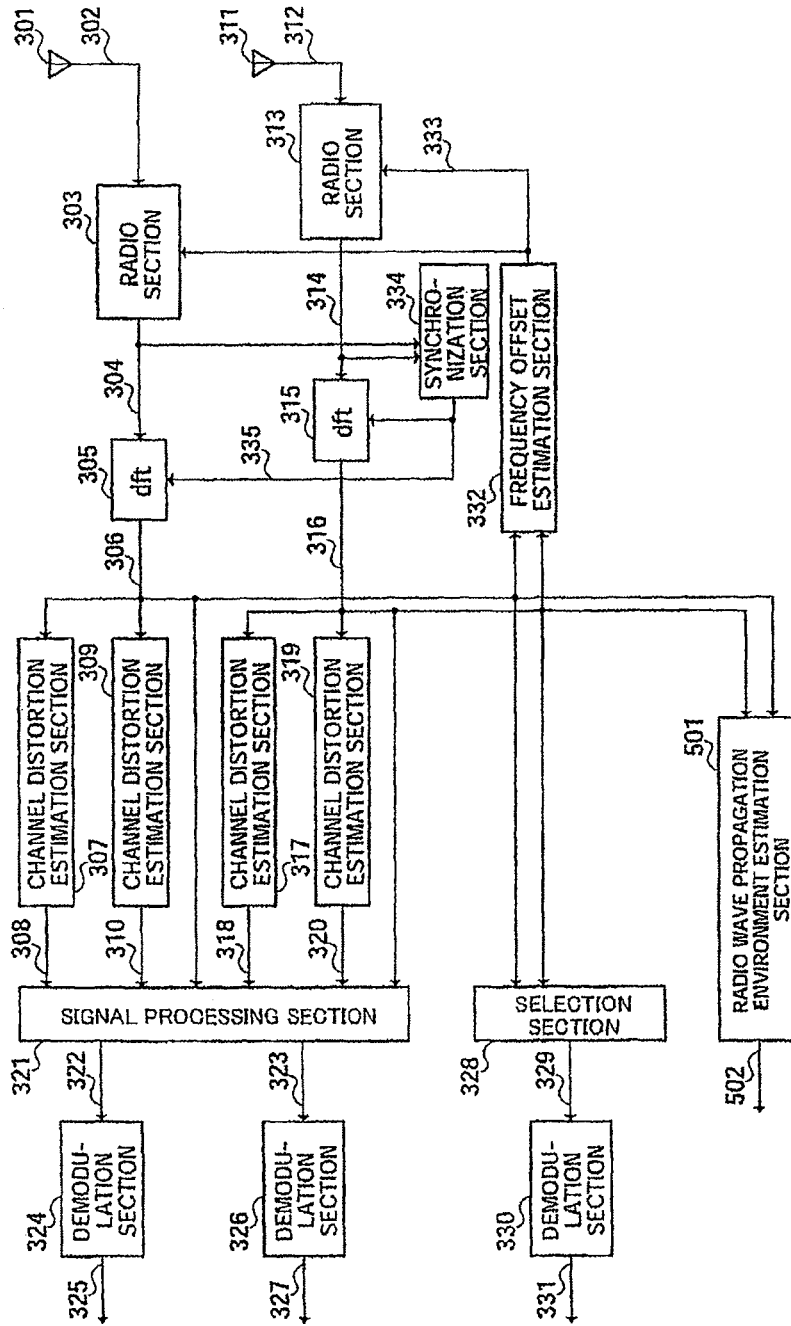 301
302
303
RADIO
SECTION
304
305
dft
306
311
312
313
RADIO
SECTION
314
315
dft
316
333
334
SYNCHRO-
NIZATION
SECTION
335
332
FREQUENCY OFFSET
ESTIMATION SECTION
CHANNEL DISTORTION
ESTIMATION SECTION
307
308
309
CHANNEL DISTORTION
ESTIMATION SECTION
310
CHANNEL DISTORTION
ESTIMATION SECTION
317
318
319
CHANNEL DISTORTION
ESTIMATION SECTION
320
SIGNAL PROCESSING SECTION
321
322
323
324
DEMODU-
LATION
SECTION
325
326
DEMODU-
LATION
SECTION
327
SELECTION
SECTION
328
329
330
DEMODU-
LATION
SECTION
331
501
RADIO WAVE PROPAGATION
ENVIRONMENT ESTIMATION
SECTION
502